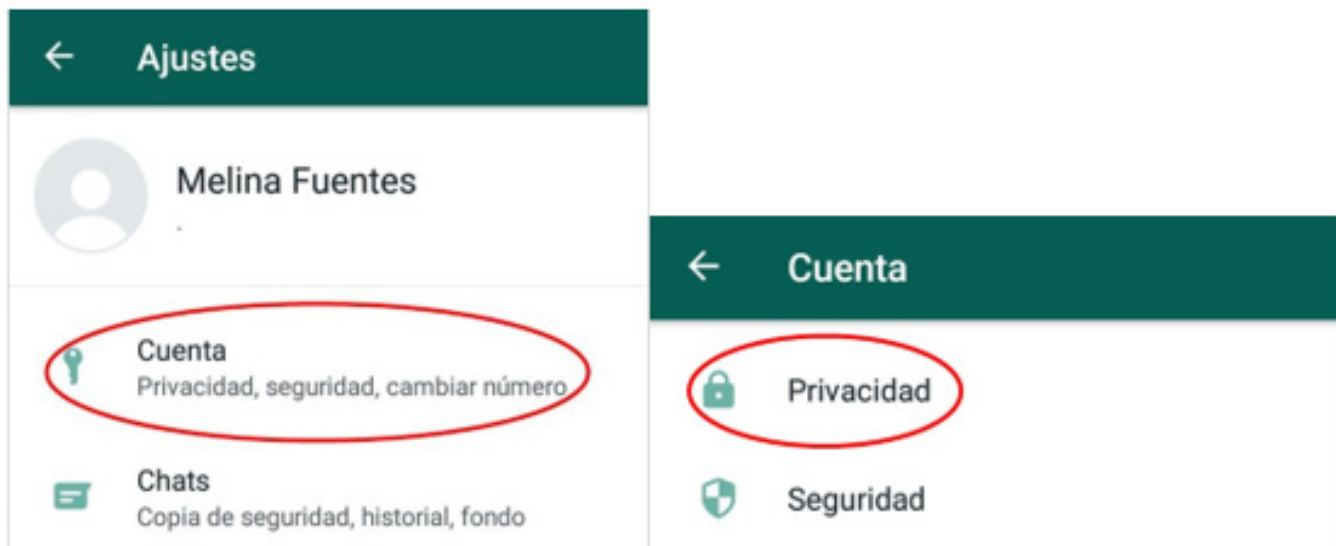 Ajustes
Melina Fuentes
.
Cuenta
Privacidad, seguridad, cambiar número
Chats
Copia de seguridad, historial, fondo
Cuenta
Privacidad
Seguridad